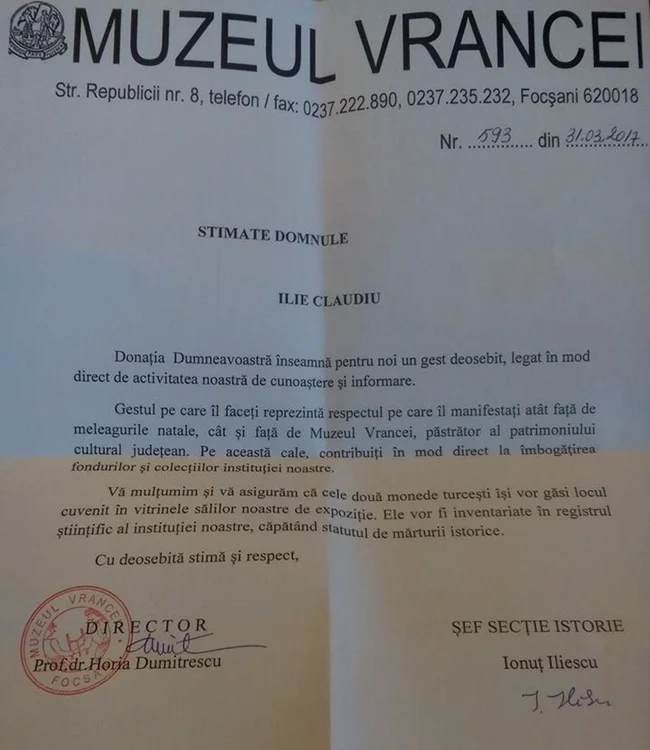 MUZEUL VRANCEI
Str. Republicii nr. 8, telefon / fax: 0237.222.890, 0237.235.232, Focşani 620018
Nr. ..593.... din 31.03.2017..
STIMATE DOMNULE
ILIE CLAUDIU
Donația Dumneavoastră înseamnă pentru noi un gest deosebit, legat în mod
direct de activitatea noastră de cunoaștere și informare.
Gestul pe care îl faceți reprezintă respectul pe care îl manifestați atât față de
meleagurile natale, cât și față de Muzeul Vrancei, păstrător al patrimoniului
cultural județean. Pe această cale, contribuiți în mod direct la îmbogățirea
fondurilor și colecțiilor instituției noastre.
Vă mulțumim și vă asigurăm că cele două monede turcești își vor găsi locul
cuvenit în vitrinele sălilor noastre de expoziție. Ele vor fi inventariate în registrul
științific al instituției noastre, căpătând statutul de mărturii istorice.
Cu deosebită stimă și respect,
MUZEUL VRANCEI
FOCȘANI
DIRECTOR
Prof.dr.Horia Dumitrescu
ȘEF SECȚIE ISTORIE
Ionuț Iliescu